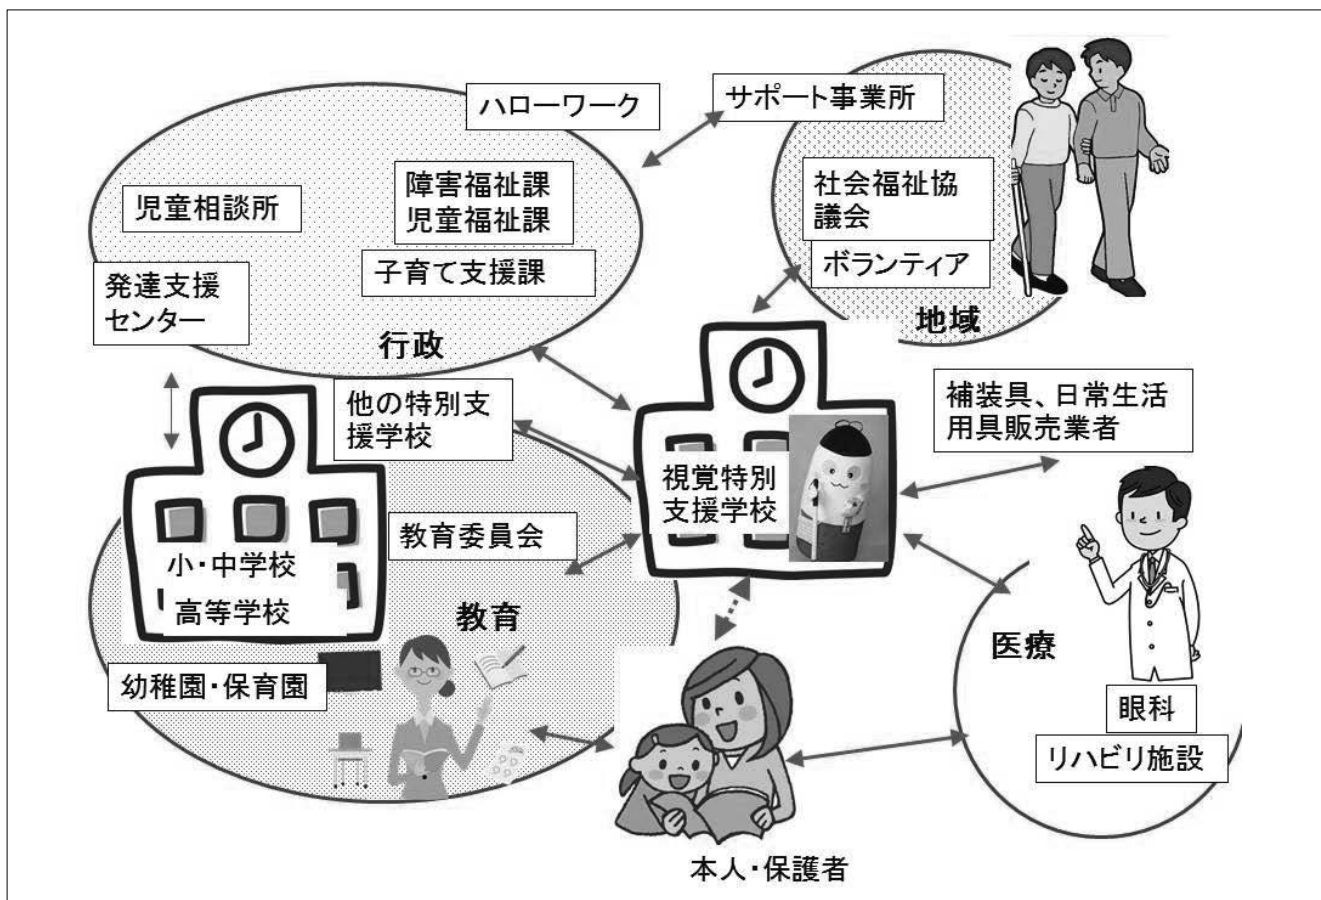 ハローワーク
サポート事業所
児童相談所
障害福祉課
児童福祉課
子育て支援課
発達支援
センター
行政
社会福祉協
議会
ボランティア
地域
他の特別支
援学校
視覚特別
支援学校
補装具、日常生活
用具販売業者
教育委員会
小・中学校
高等学校
教育
幼稚園・保育園
医療
眼科
リハビリ施設
本人・保護者